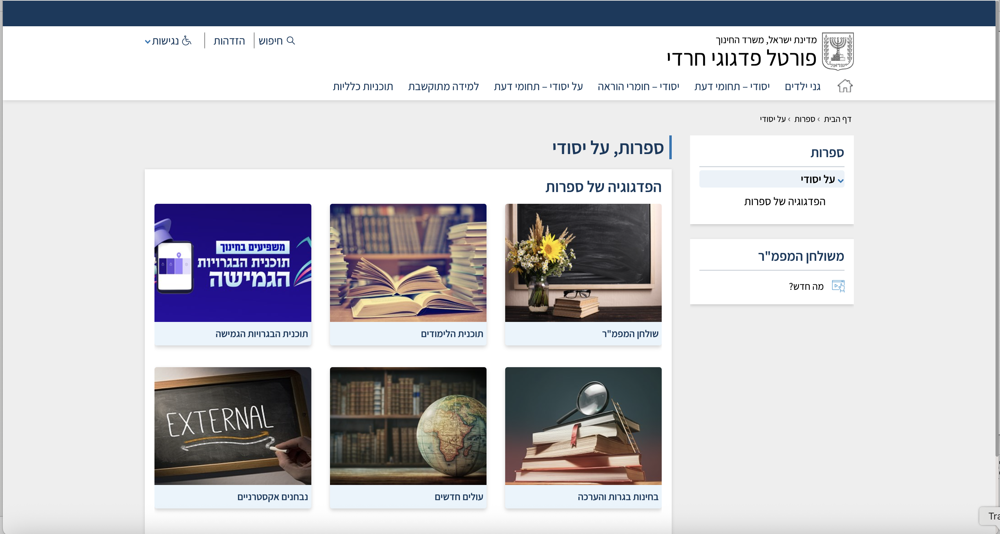 מדינת ישראל, משרד החינוך
פורטל פדגוגי חרדי
חיפוש
הזדהות
נגישות
גני ילדים
יסודי – תחומי דעת
יסודי – חומרי הוראה
על יסודי – תחומי דעת
למידה מתוקשבת
תוכניות כלליות
דף הבית › ספרות › על יסודי
ספרות
על יסודי
הפדגוגיה של ספרות
משולחן המפמ"ר
מה חדש?
ספרות, על יסודי
הפדגוגיה של ספרות
שולחן המפמ"ר
תוכנית הלימודים
משפיעים בחינוך
תוכנית הבגרויות
הגמישה
תוכנית הבגרויות הגמישה
בחינות בגרות והערכה
עולים חדשים
EXTERNAL
נבחנים אקסטרניים